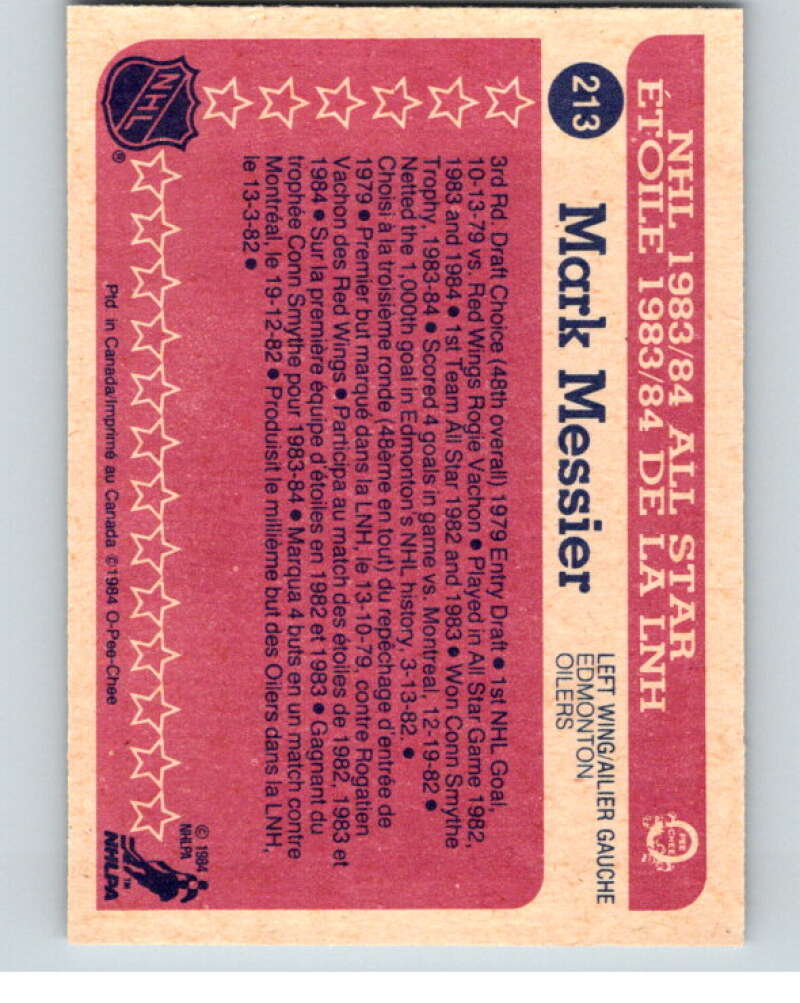 NHL 1983/84 ALL STAR
ÉTOILE 1983/84 DE LA LNH
O
PEE
CHEE
213
Mark Messier
LEFT WING/AILIER GAUCHE
EDMONTON
OILERS
3rd Rd. Draft Choice (48th overall) 1979 Entry Draft ● 1st NHL Goal,
10-13-79 vs. Red Wings Rogie Vachon ● Played in All Star Game 1982,
1983 and 1984 ● 1st Team All Star 1982 and 1983 ● Won Conn Smythe
Trophy, 1983-84 ● Scored 4 goals in game vs. Montreal, 12-19-82 ●
Netted the 1,000th goal in Edmonton's NHL history, 3-13-82. ●
Choisi à la troisième ronde (48ème en tout) du repêchage d'entrée de
1979 ● Premier but marqué dans la LNH, le 13-10-79, contre Rogatien
Vachon des Red Wings ● Participa au match des étoiles de 1982, 1983 et
1984 ● Sur la première équipe d'étoiles en 1982 et 1983 ● Gagnant du
trophée Conn Smythe pour 1983-84 ● Marqua 4 buts en un match contre
Montréal, le 19-12-82 ● Produisit le millième but des Oilers dans la LNH,
le 13-3-82 ●
NHL
®
© 1984
NHLPA
NHLPA™
Ptd in Canada/Imprimé au Canada ©1984 O-Pee-Chee